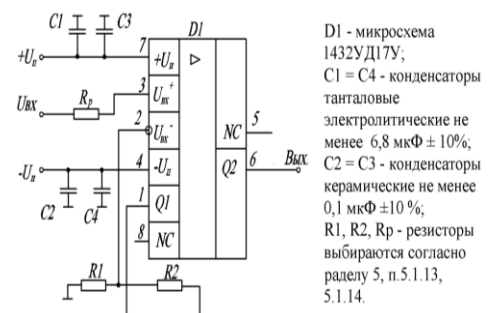 C1
C3
D1
+Uп
7
+Uп
▷
Uвх
Rр
3
Uвх+
2
Uвх-
NC
5
-Uп
4
-Uп
Q2
6
Вых.
1
Q1
C2
C4
8
NC
R1
R2
D1 - микросхема
1432УД17У;
C1 = C4 - конденсаторы
танталовые
электролитические не
менее 6,8 мкФ ± 10%;
C2 = C3 - конденсаторы
керамические не менее
0,1 мкФ ±10 %;
R1, R2, Rp - резисторы
выбираются согласно
раделу 5, п.5.1.13,
5.1.14.